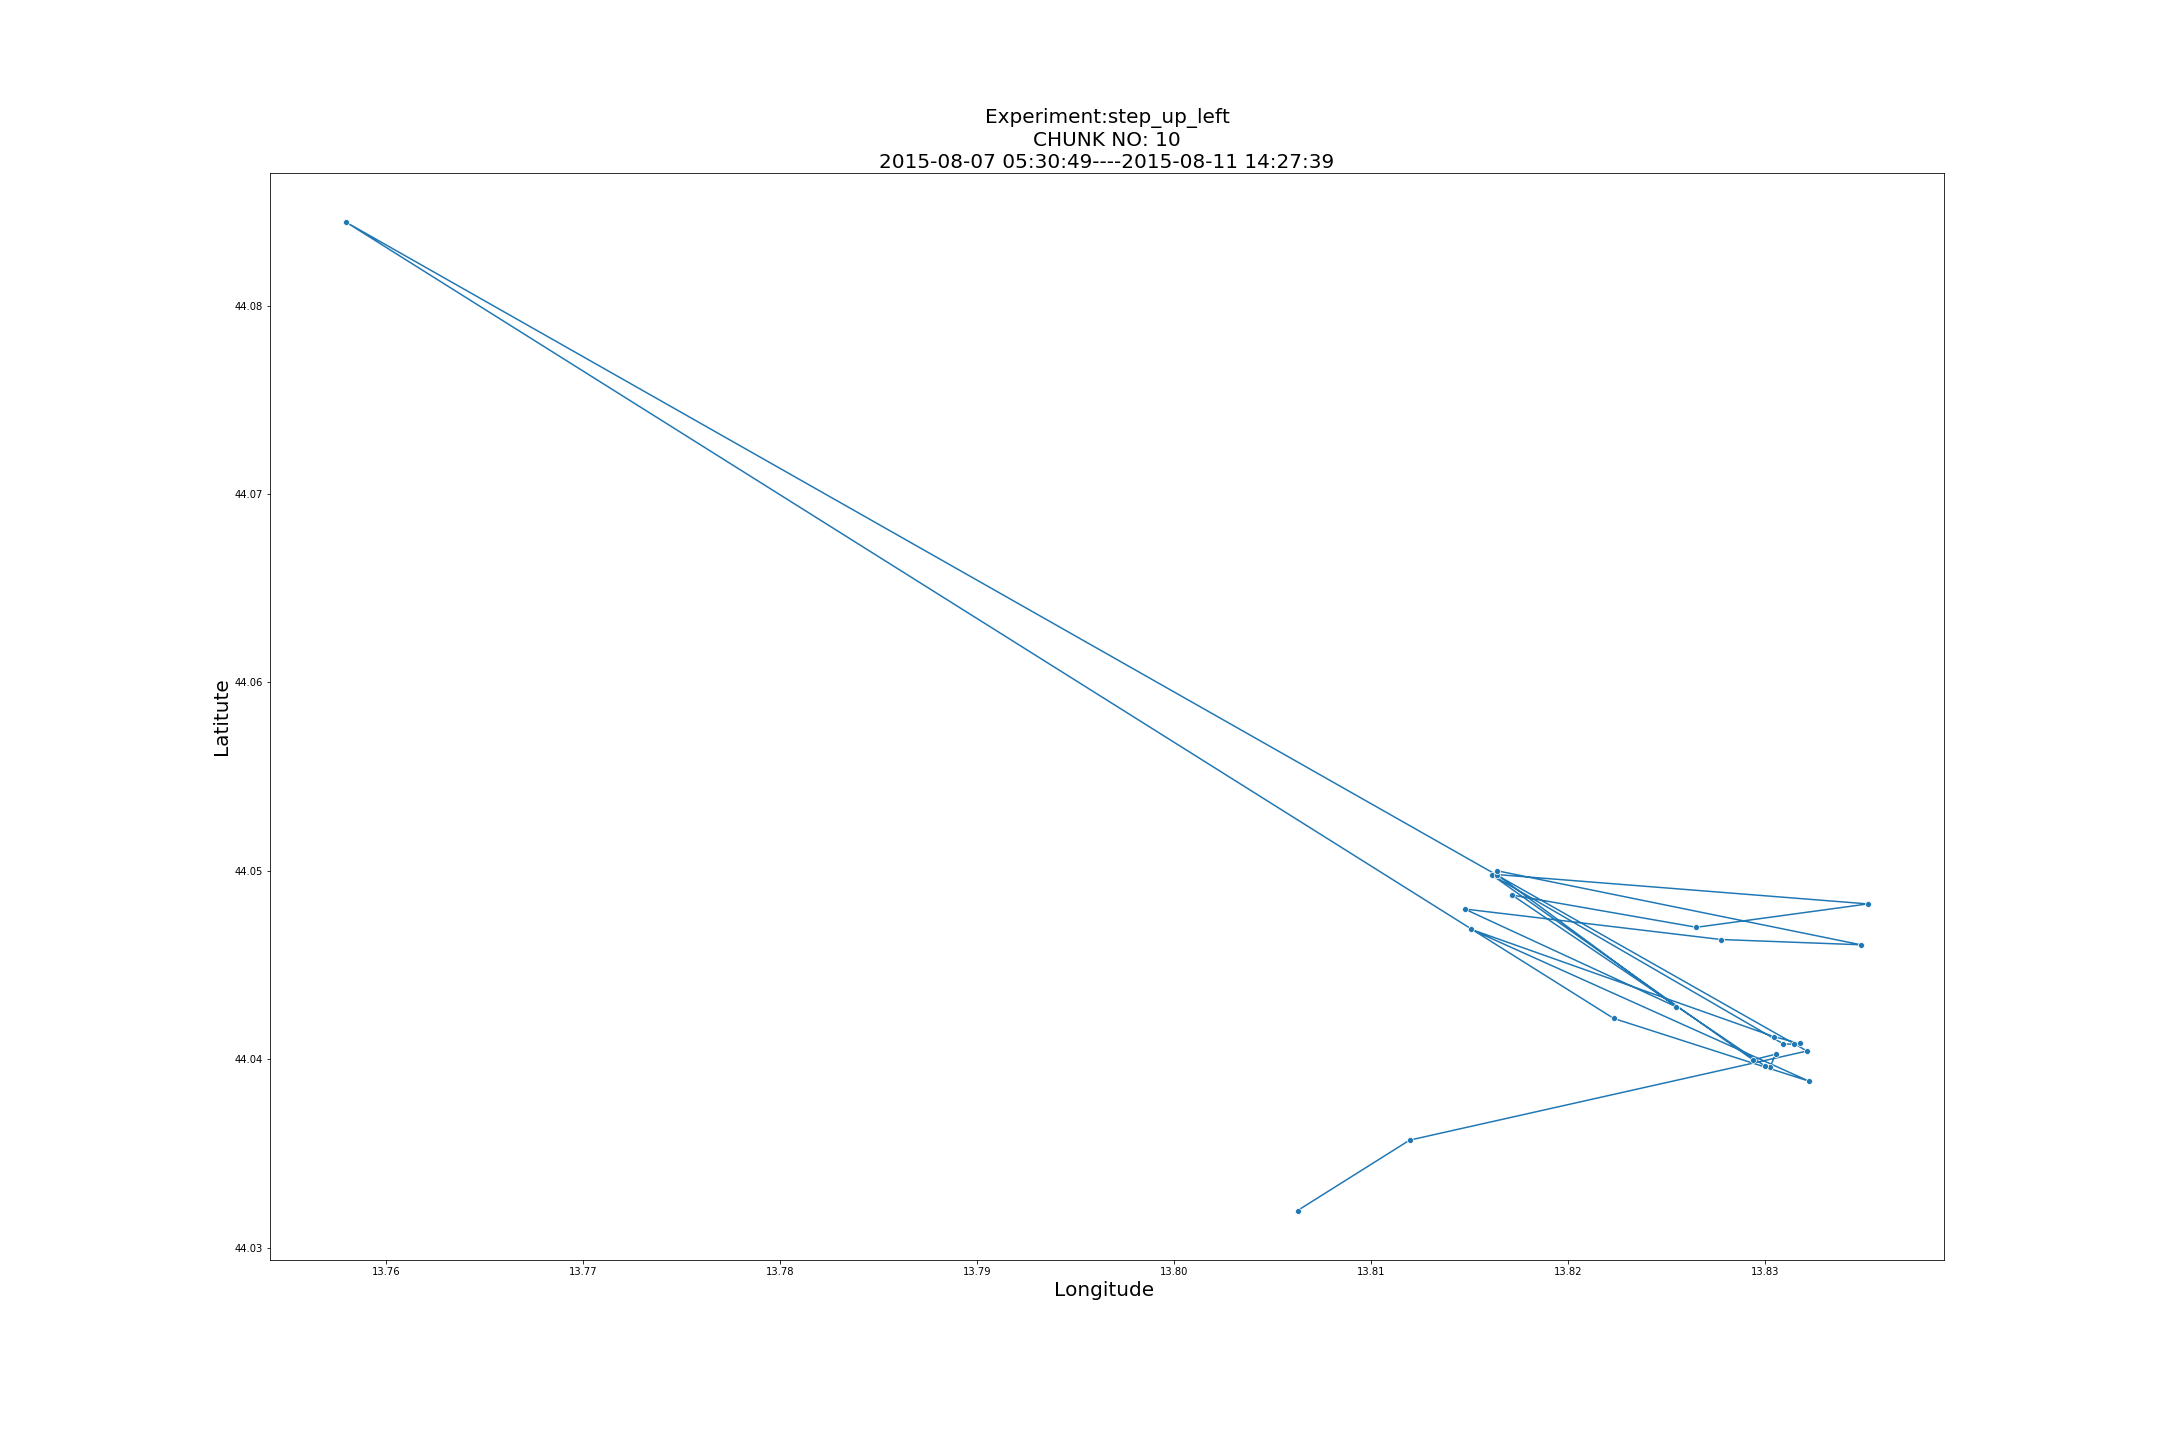 Experiment:step_up_left
CHUNK NO: 10
2015-08-07 05:30:49----2015-08-11 14:27:39
Latitute
44.08
44.07
44.06
44.05
44.04
44.03
13.76 13.77 13.78 13.79 13.80 13.81 13.82 13.83
Longitude